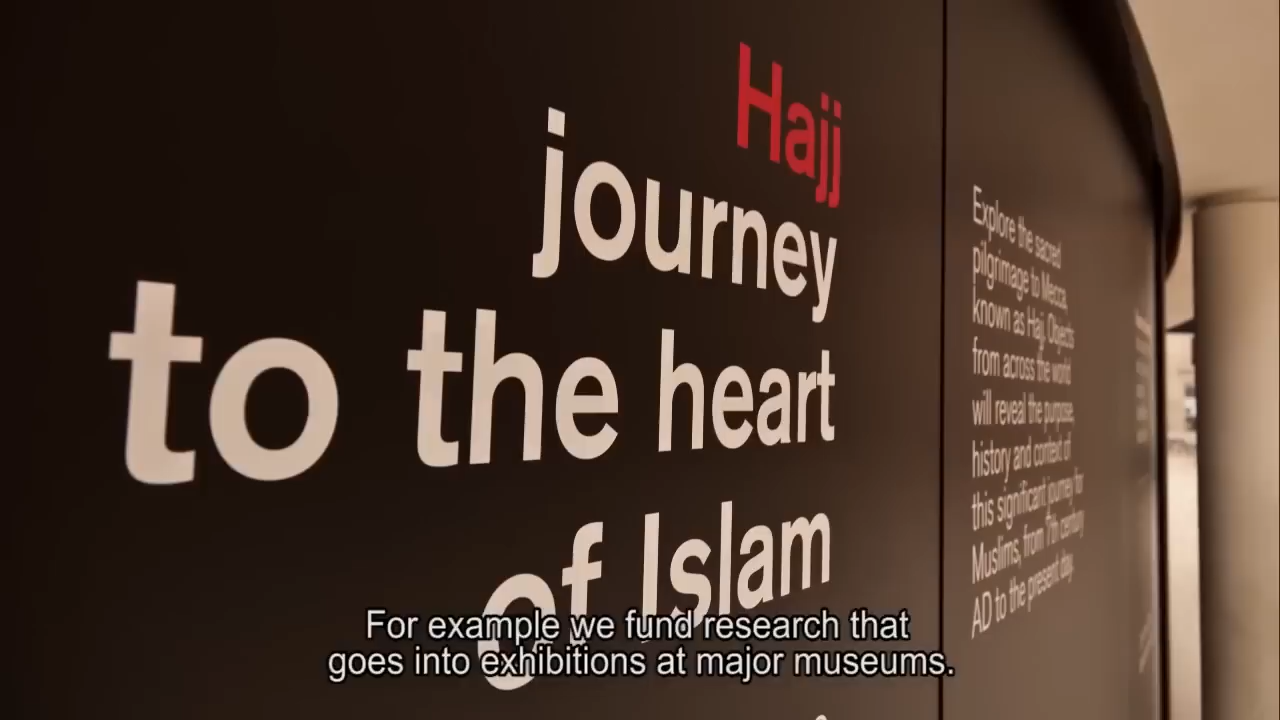 Hajj
journey
to the heart
of Islam
Explore the sacred
pilgrimage to Mecca,
known as Hajj. Objects
from across the world
will reveal the purpose,
history and context of
this significant journey for
Muslims, from 7th century
AD to the present day.
For example we fund research that
goes into exhibitions at major museums.